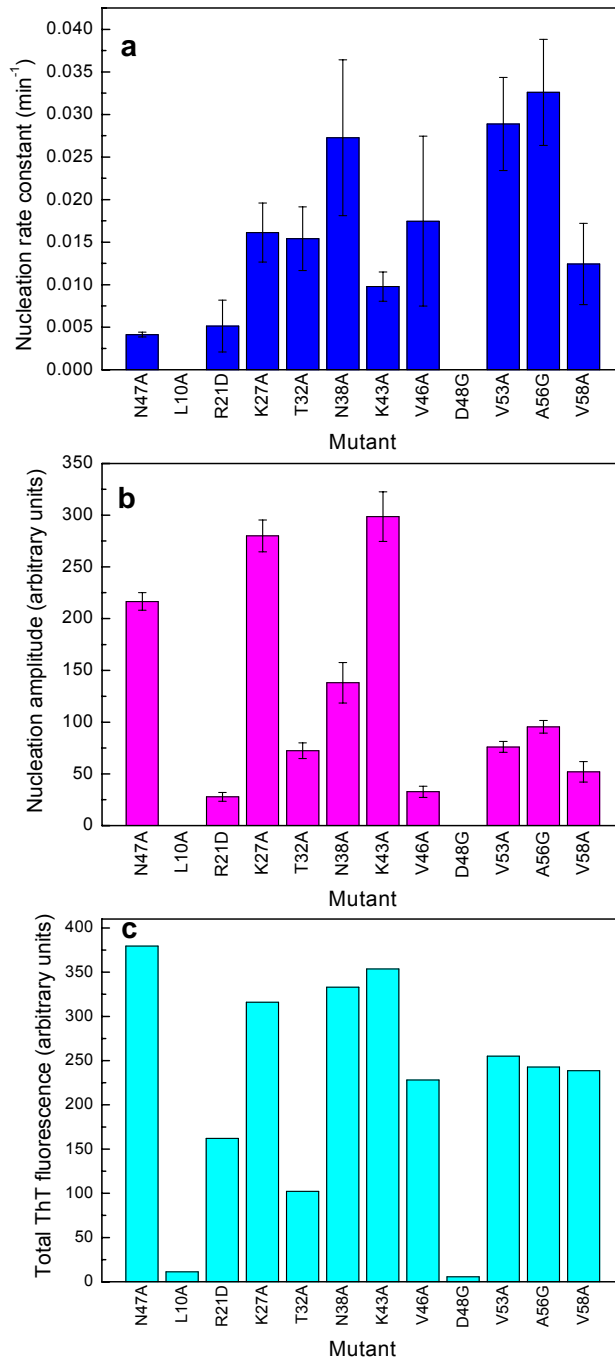 a
Nucleation rate constant (min⁻¹)
0.040
0.035
0.030
0.025
0.020
0.015
0.010
0.005
0.000
N47A L10A R21D K27A T32A N38A K43A V46A D48G V53A A56G V58A
Mutant
b
Nucleation amplitude (arbitrary units)
350
300
250
200
150
100
50
0
N47A L10A R21D K27A T32A N38A K43A V46A D48G V53A A56G V58A
Mutant
c
Total ThT fluorescence (arbitrary units)
400
350
300
250
200
150
100
50
0
N47A L10A R21D K27A T32A N38A K43A V46A D48G V53A A56G V58A
Mutant